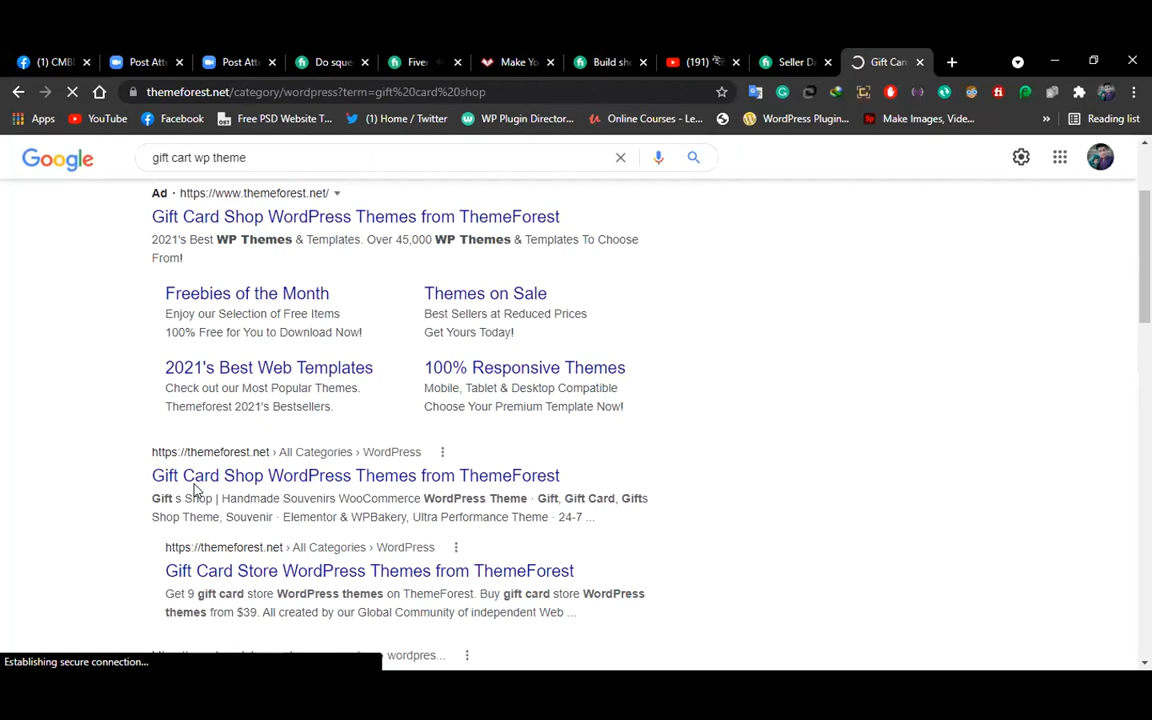 (1) CMB
Post Att
Post Att
Do sque
Five
Make Yo
Build sh
(191)
Seller D
Gift Car
themeforest.net/category/wordpress?term=gift%20card%20shop
Apps
YouTube
Facebook
Free PSD Website T...
(1) Home / Twitter
WP Plugin Director...
Online Courses - Le...
WordPress Plugin...
Make Images, Vide...
Reading list
Google
gift cart wp theme
Ad · https://www.themeforest.net/
Gift Card Shop WordPress Themes from ThemeForest
2021's Best WP Themes & Templates. Over 45,000 WP Themes & Templates To Choose
From!
Freebies of the Month
Enjoy our Selection of Free Items
100% Free for You to Download Now!
Themes on Sale
Best Sellers at Reduced Prices
Get Yours Today!
2021's Best Web Templates
Check out our Most Popular Themes.
Themeforest 2021's Bestsellers.
100% Responsive Themes
Mobile, Tablet & Desktop Compatible
Choose Your Premium Template Now!
https://themeforest.net › All Categories › WordPress
Gift Card Shop WordPress Themes from ThemeForest
Gift s Shop | Handmade Souvenirs WooCommerce WordPress Theme · Gift, Gift Card, Gifts
Shop Theme, Souvenir · Elementor & WPBakery, Ultra Performance Theme · 24-7 ...
https://themeforest.net › All Categories › WordPress
Gift Card Store WordPress Themes from ThemeForest
Get 9 gift card store WordPress themes on ThemeForest. Buy gift card store WordPress
themes from $39. All created by our Global Community of independent Web ...
wordpres...
Establishing secure connection...